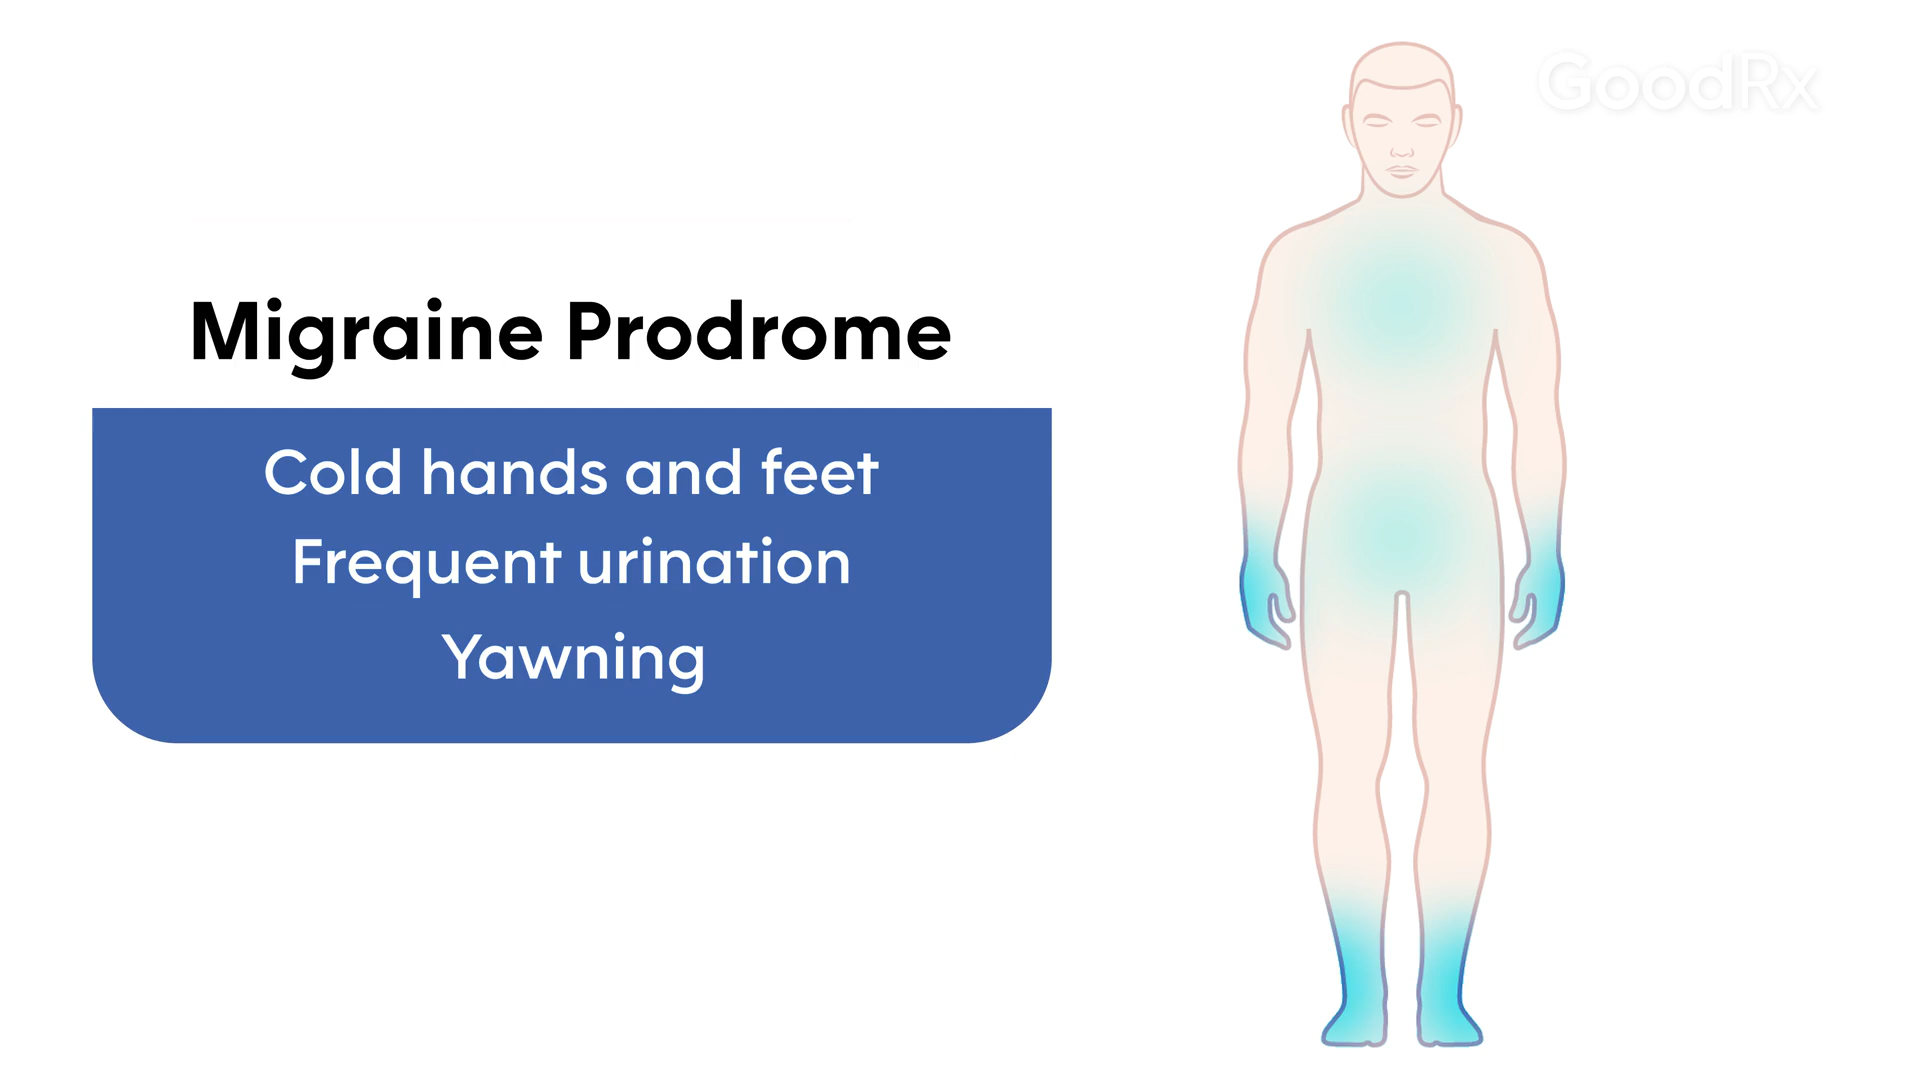 GoodRx
Migraine Prodrome
Cold hands and feet
Frequent urination
Yawning